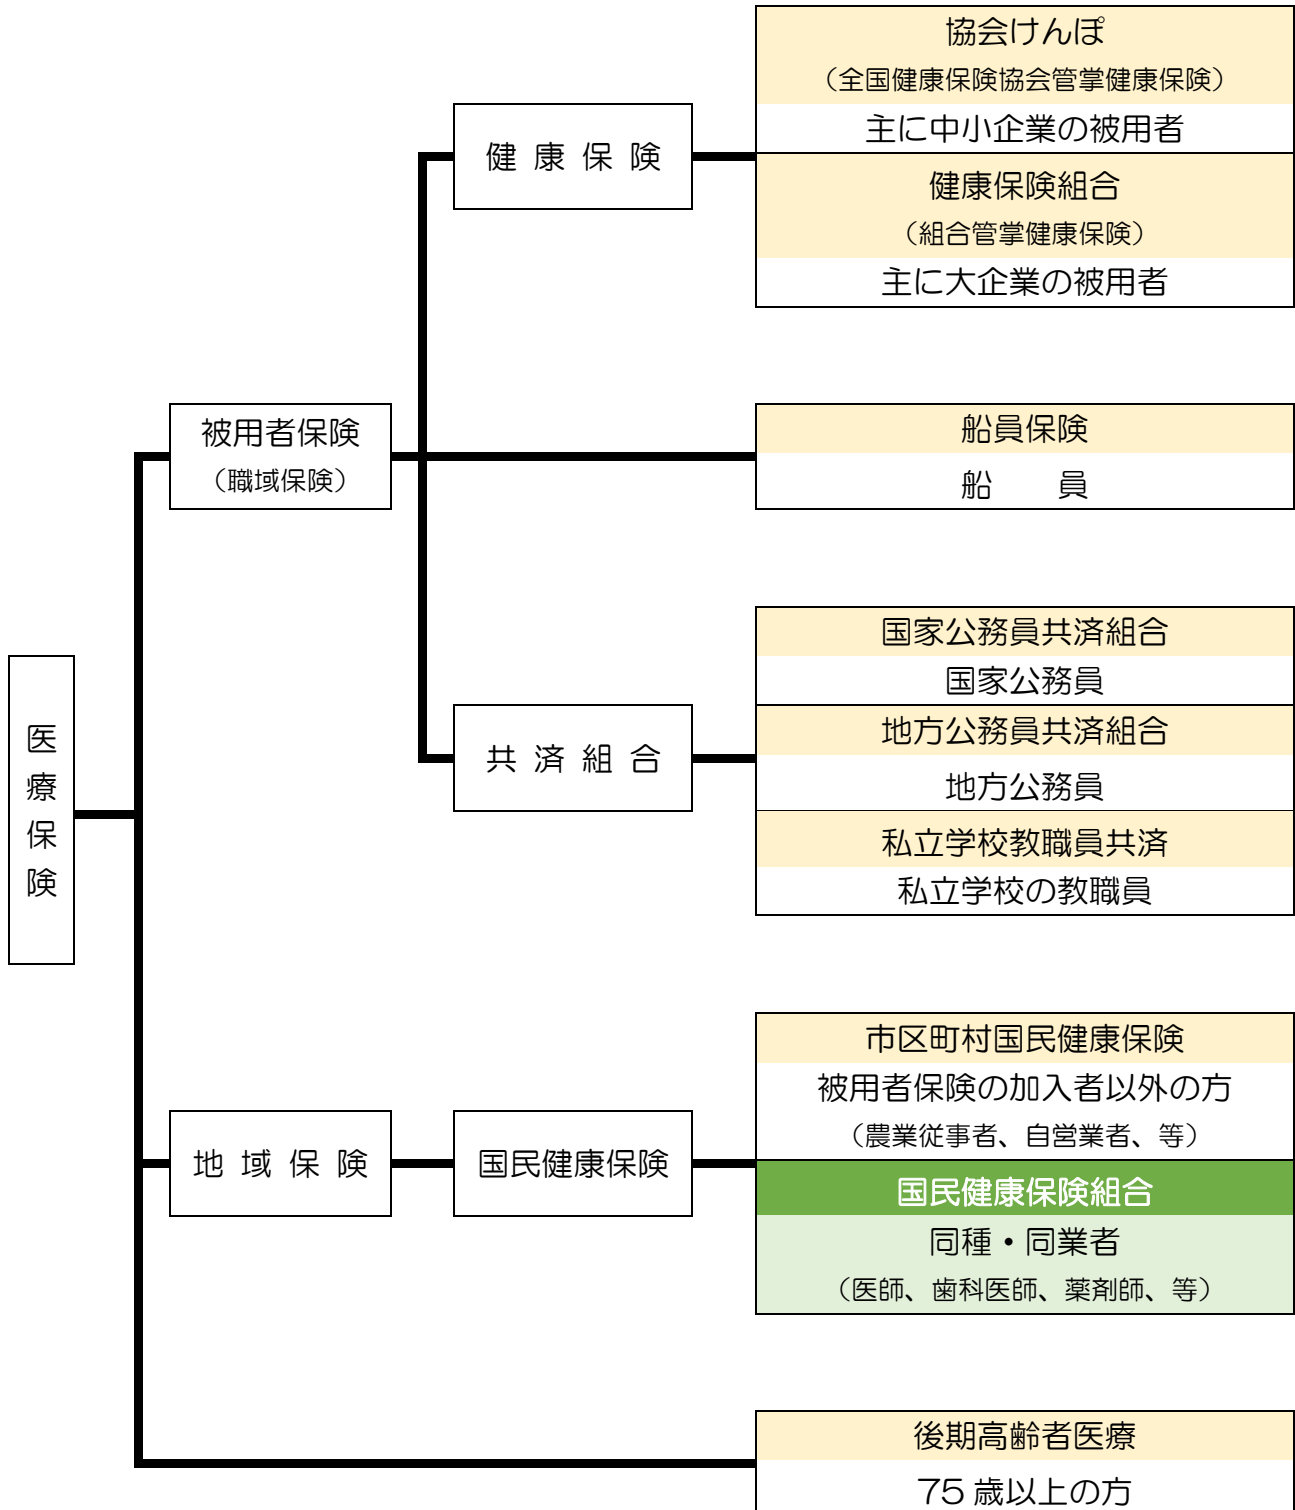 協会けんぽ
（全国健康保険協会管掌健康保険）
主に中小企業の被用者
健康保険
健康保険組合
（組合管掌健康保険）
主に大企業の被用者
被用者保険
（職域保険）
船員保険
船　　員
国家公務員共済組合
国家公務員
共済組合
地方公務員共済組合
地方公務員
私立学校教職員共済
私立学校の教職員
医療保険
市区町村国民健康保険
被用者保険の加入者以外の方
（農業従事者、自営業者、等）
地域保険
国民健康保険
国民健康保険組合
同種・同業者
（医師、歯科医師、薬剤師、等）
後期高齢者医療
75歳以上の方